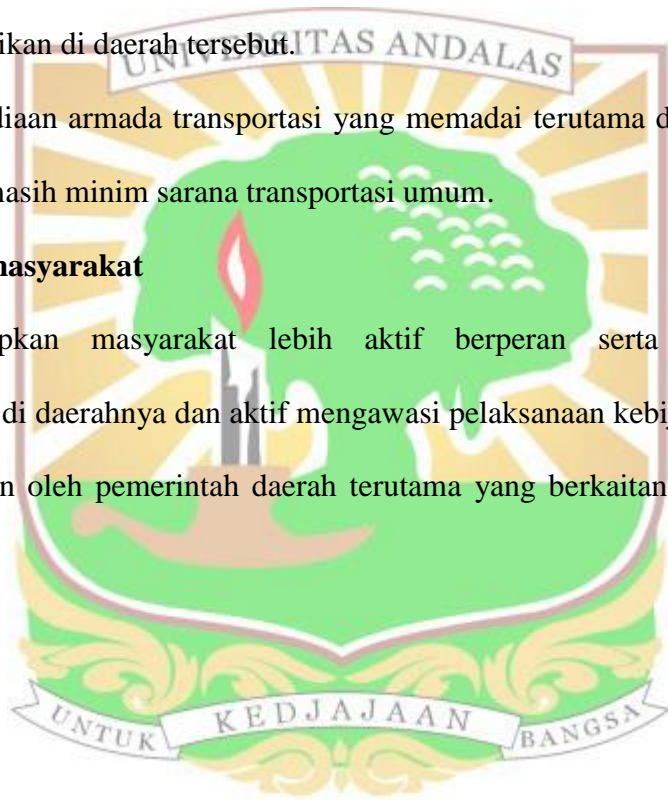 ikan di daerah tersebut.
UNIVERSITAS ANDALAS
diaan armada transportasi yang memadai terutama d
masih minim sarana transportasi umum.
masyarakat
pkan masyarakat lebih aktif berperan serta
di daerahnya dan aktif mengawasi pelaksanaan kebij
n oleh pemerintah daerah terutama yang berkaitan
UNTUK KEDJAJAAN BANGSA